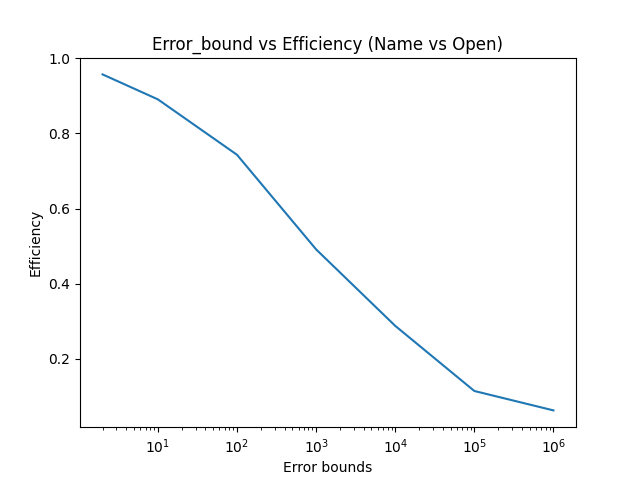 Error_bound vs Efficiency (Name vs Open)
1.0
0.8
0.6
0.4
0.2
Efficiency
10¹ 10² 10³ 10⁴ 10⁵ 10⁶
Error bounds